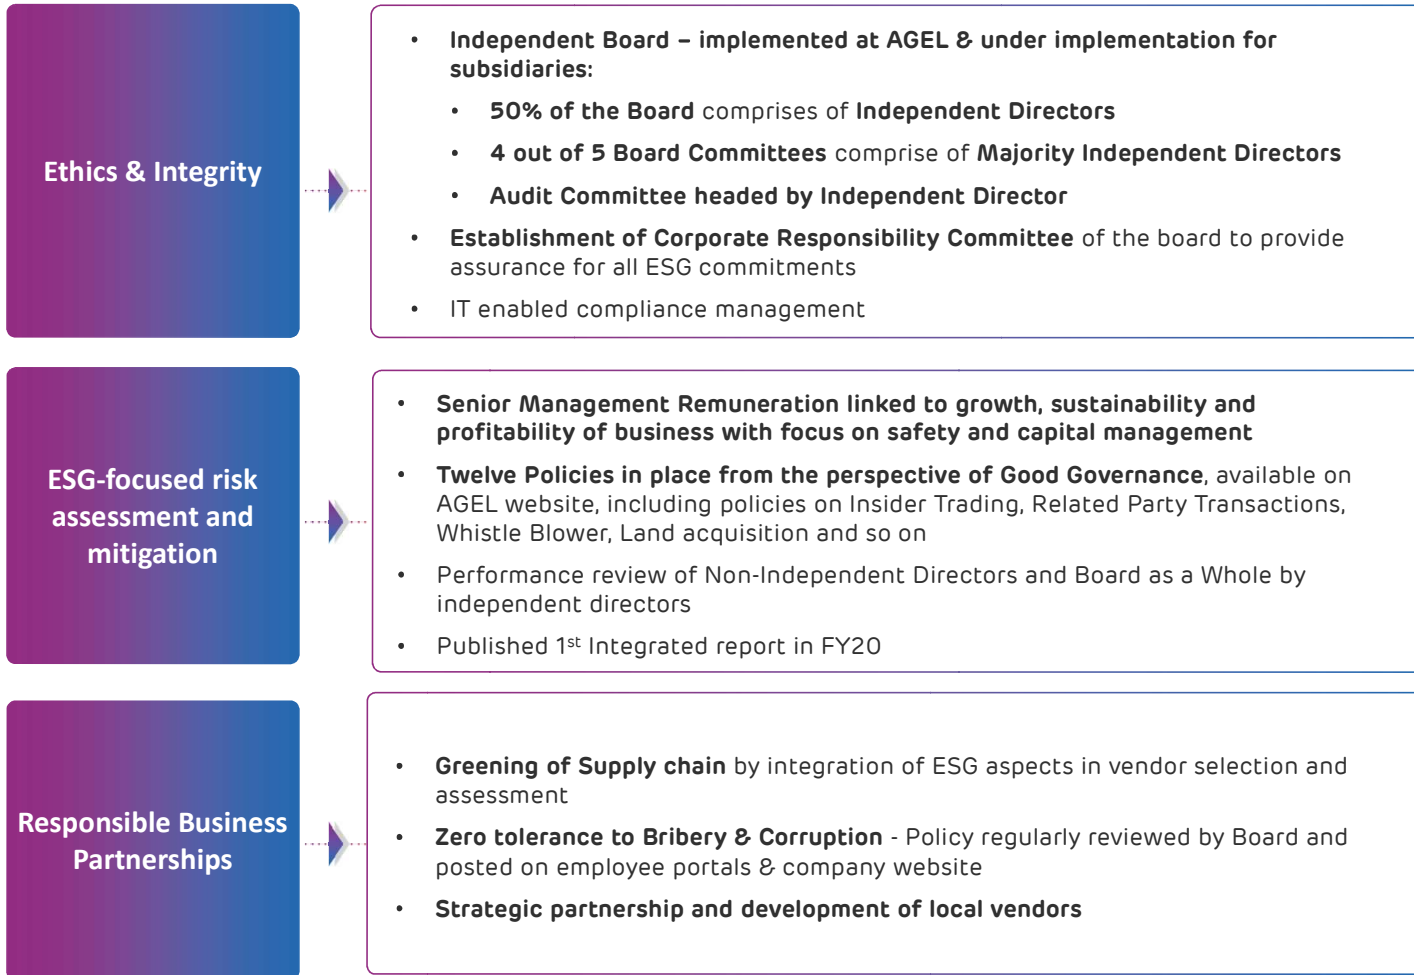 Ethics & Integrity
• Independent Board – implemented at AGEL & under implementation for
subsidiaries:
• 50% of the Board comprises of Independent Directors
• 4 out of 5 Board Committees comprise of Majority Independent Directors
• Audit Committee headed by Independent Director
• Establishment of Corporate Responsibility Committee of the board to provide
assurance for all ESG commitments
• IT enabled compliance management
ESG-focused risk
assessment and
mitigation
• Senior Management Remuneration linked to growth, sustainability and
profitability of business with focus on safety and capital management
• Twelve Policies in place from the perspective of Good Governance, available on
AGEL website, including policies on Insider Trading, Related Party Transactions,
Whistle Blower, Land acquisition and so on
• Performance review of Non-Independent Directors and Board as a Whole by
independent directors
• Published 1st Integrated report in FY20
Responsible Business
Partnerships
• Greening of Supply chain by integration of ESG aspects in vendor selection and
assessment
• Zero tolerance to Bribery & Corruption - Policy regularly reviewed by Board and
posted on employee portals & company website
• Strategic partnership and development of local vendors